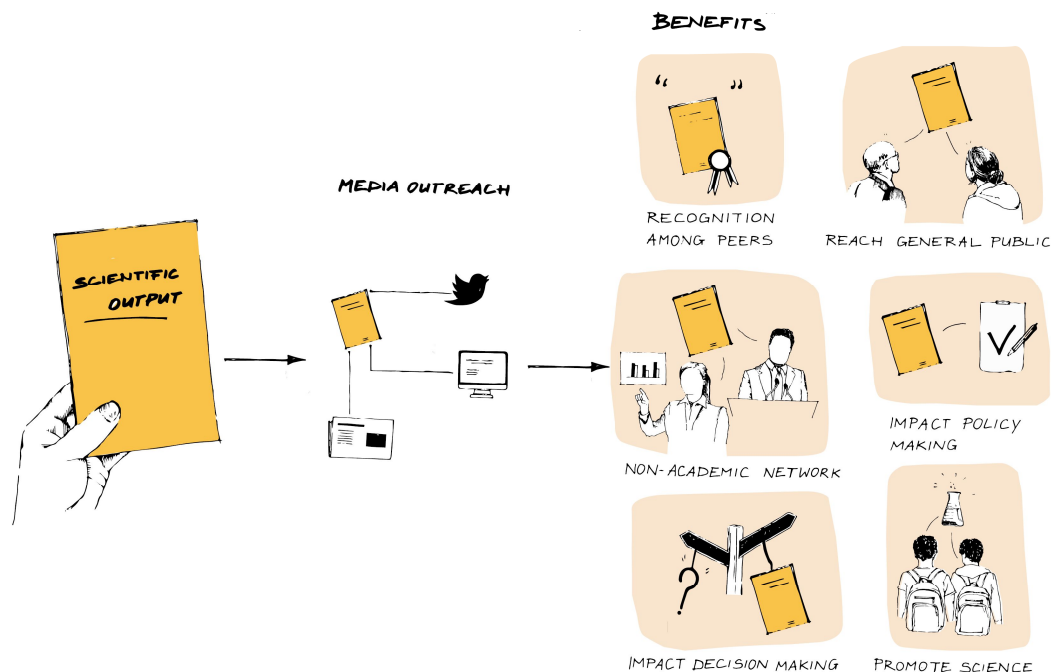 BENEFITS
MEDIA OUTREACH
SCIENTIFIC
OUTPUT
“ ”
RECOGNITION
AMONG PEERS
REACH GENERAL PUBLIC
NON-ACADEMIC NETWORK
IMPACT POLICY
MAKING
?
IMPACT DECISION MAKING
PROMOTE SCIENCE